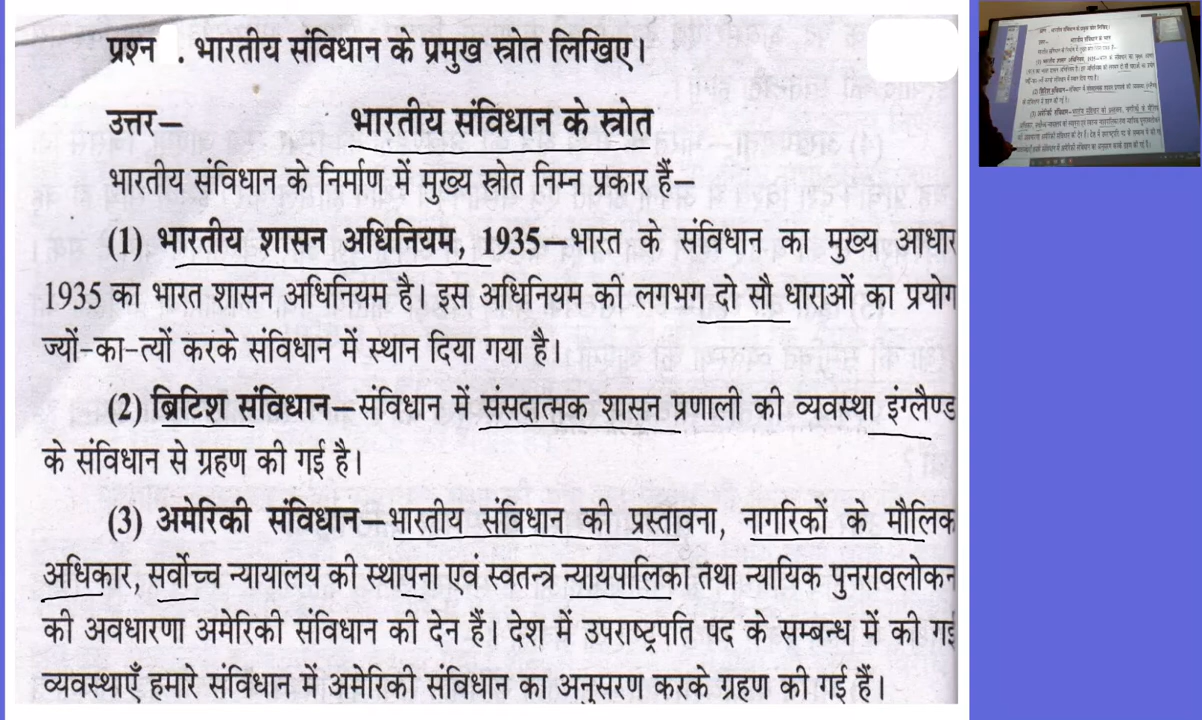 प्रश्न . भारतीय संविधान के प्रमुख स्रोत लिखिए।
उत्तर– भारतीय संविधान के स्रोत
भारतीय संविधान के निर्माण में मुख्य स्रोत निम्न प्रकार हैं–
(1) भारतीय शासन अधिनियम, 1935–भारत के संविधान का मुख्य आधार
1935 का भारत शासन अधिनियम है। इस अधिनियम की लगभग दो सौ धाराओं का प्रयोग
ज्यों-का-त्यों करके संविधान में स्थान दिया गया है।
(2) ब्रिटिश संविधान–संविधान में संसदात्मक शासन प्रणाली की व्यवस्था इंग्लैण्ड
के संविधान से ग्रहण की गई है।
(3) अमेरिकी संविधान–भारतीय संविधान की प्रस्तावना, नागरिकों के मौलिक
अधिकार, सर्वोच्च न्यायालय की स्थापना एवं स्वतन्त्र न्यायपालिका तथा न्यायिक पुनरावलोकन
की अवधारणा अमेरिकी संविधान की देन हैं। देश में उपराष्ट्रपति पद के सम्बन्ध में की गई
व्यवस्थाएँ हमारे संविधान में अमेरिकी संविधान का अनुसरण करके ग्रहण की गई हैं।